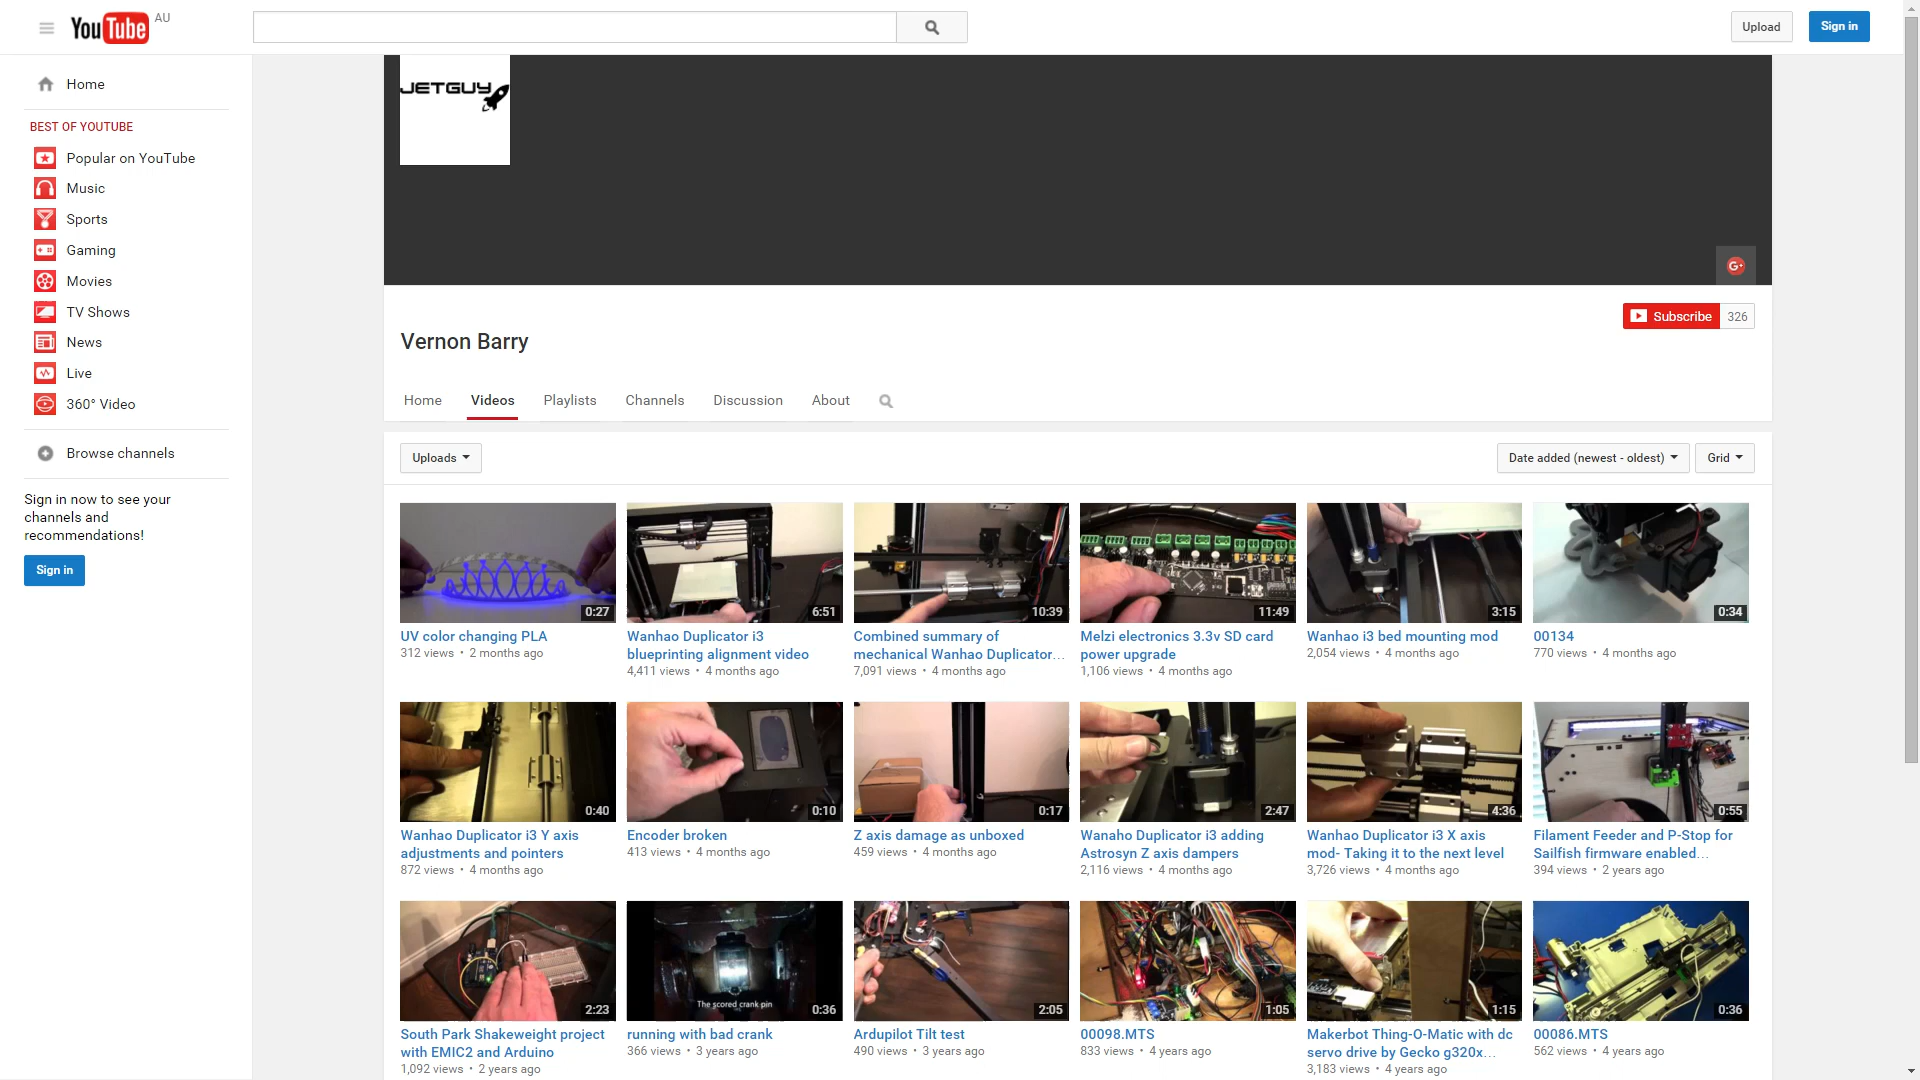 YouTube AU
Upload
Sign in
Home
BEST OF YOUTUBE
Popular on YouTube
Music
Sports
Gaming
Movies
TV Shows
News
Live
360° Video
Browse channels
Sign in now to see your
channels and
recommendations!
Sign in
JETGUY
G+
Vernon Barry
Subscribe 326
Home Videos Playlists Channels Discussion About
Uploads
Date added (newest - oldest) Grid
0:27
UV color changing PLA
312 views • 2 months ago
6:51
Wanhao Duplicator i3
blueprinting alignment video
4,411 views • 4 months ago
10:39
Combined summary of
mechanical Wanhao Duplicator...
7,091 views • 4 months ago
11:49
Melzi electronics 3.3v SD card
power upgrade
1,106 views • 4 months ago
3:15
Wanhao i3 bed mounting mod
2,054 views • 4 months ago
0:34
00134
770 views • 4 months ago
0:40
Wanhao Duplicator i3 Y axis
adjustments and pointers
872 views • 4 months ago
0:10
Encoder broken
413 views • 4 months ago
0:17
Z axis damage as unboxed
459 views • 4 months ago
2:47
Wanaho Duplicator i3 adding
Astrosyn Z axis dampers
2,116 views • 4 months ago
4:36
Wanhao Duplicator i3 X axis
mod- Taking it to the next level
3,726 views • 4 months ago
0:55
Filament Feeder and P-Stop for
Sailfish firmware enabled...
394 views • 2 years ago
2:23
South Park Shakeweight project
with EMIC2 and Arduino
1,092 views • 2 years ago
The scored crank pin
0:36
running with bad crank
366 views • 3 years ago
2:05
Ardupilot Tilt test
490 views • 3 years ago
1:05
00098.MTS
833 views • 4 years ago
1:15
Makerbot Thing-O-Matic with dc
servo drive by Gecko g320x...
3,183 views • 4 years ago
0:36
00086.MTS
562 views • 4 years ago